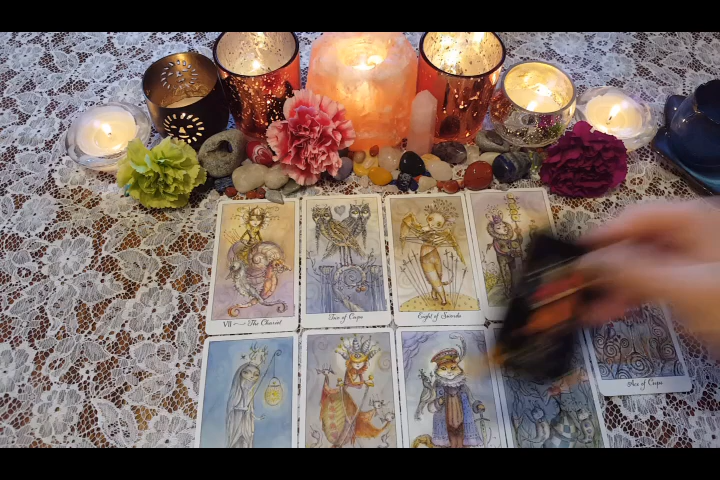 VII The Chariot
Two of Cups
Eight of Swords
Ace of Cups